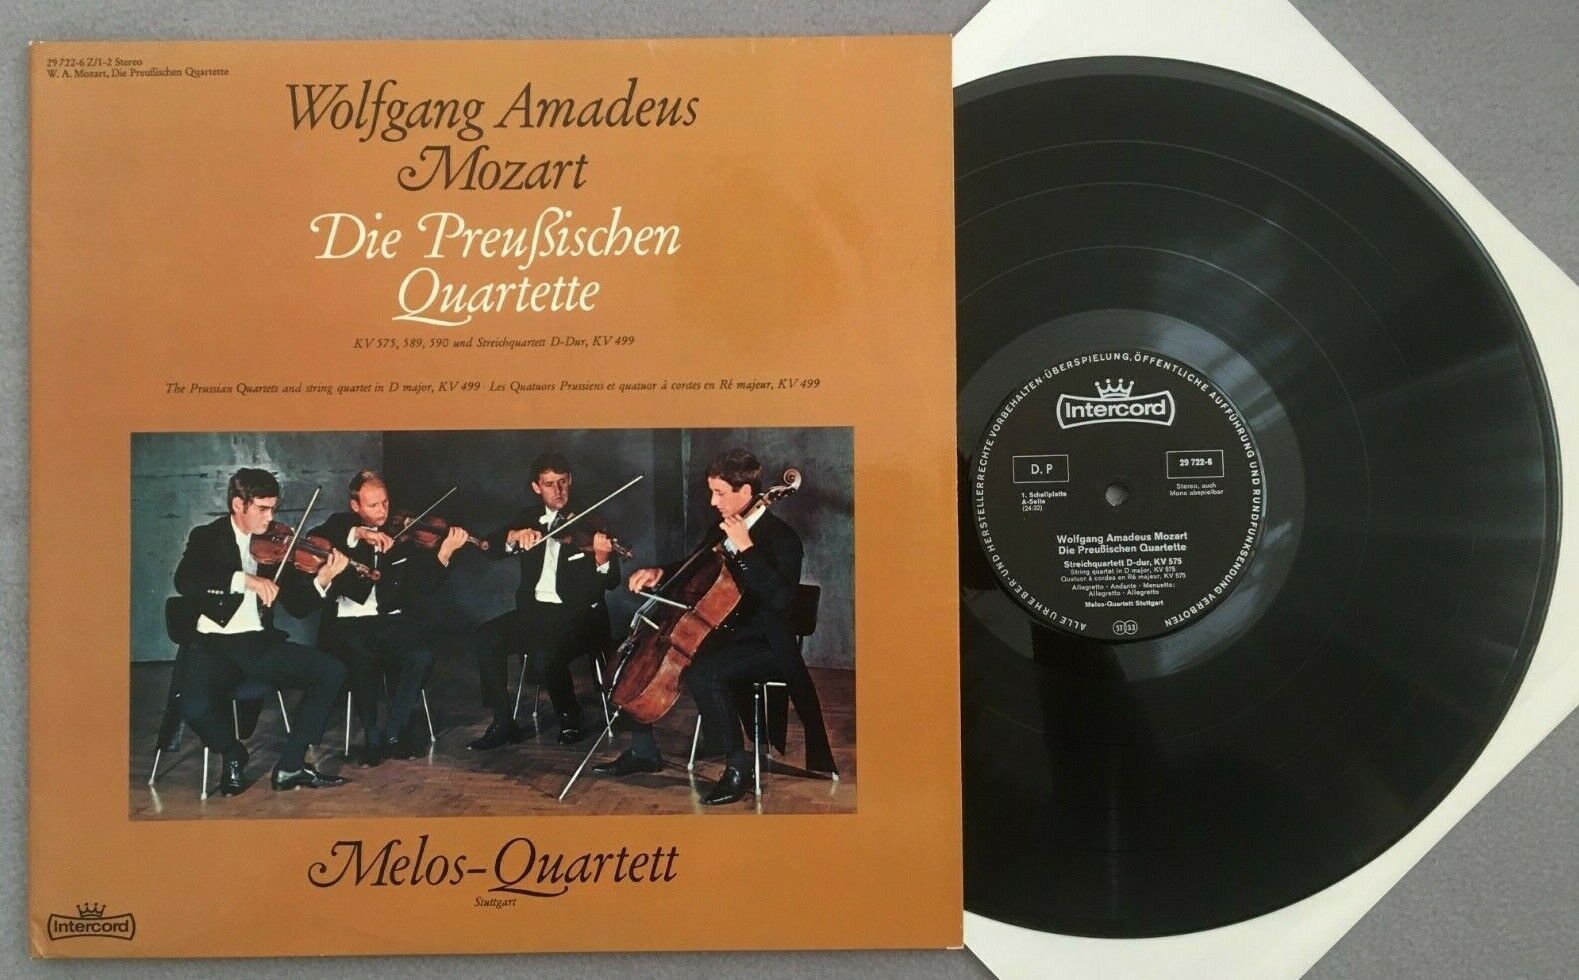 29 722-6 Z/1-2 Stereo
W. A. Mozart, Die Preußischen Quartette
Wolfgang Amadeus
Mozart
Die Preußischen
Quartette
KV 575, 589, 590 und Streichquartett D-Dur, KV 499
The Prussian Quartets and string quartet in D major, KV 499 · Les Quatuors Prussiens et quatuor à cordes en Ré majeur, KV 499
Melos-Quartett
Stuttgart
Intercord
ALLE URHEBER- UND HERSTELLERRECHTE VORBEHALTEN · ÜBERSPIELUNG, ÖFFENTLICHE AUFFÜHRUNG UND RUNDFUNKSENDUNG VERBOTEN
Intercord
D. P
29 722-6
1. Schallplatte
A-Seite
(24:32)
Stereo, auch
Mono abspielbar
Wolfgang Amadeus Mozart
Die Preußischen Quartette
Streichquartett D-dur, KV 575
String quartet in D major, KV 575
Quatuor à cordes en Ré majeur, KV 575
Allegretto · Andante · Menuetto:
Allegretto · Allegretto
Melos-Quartett Stuttgart
ST 33